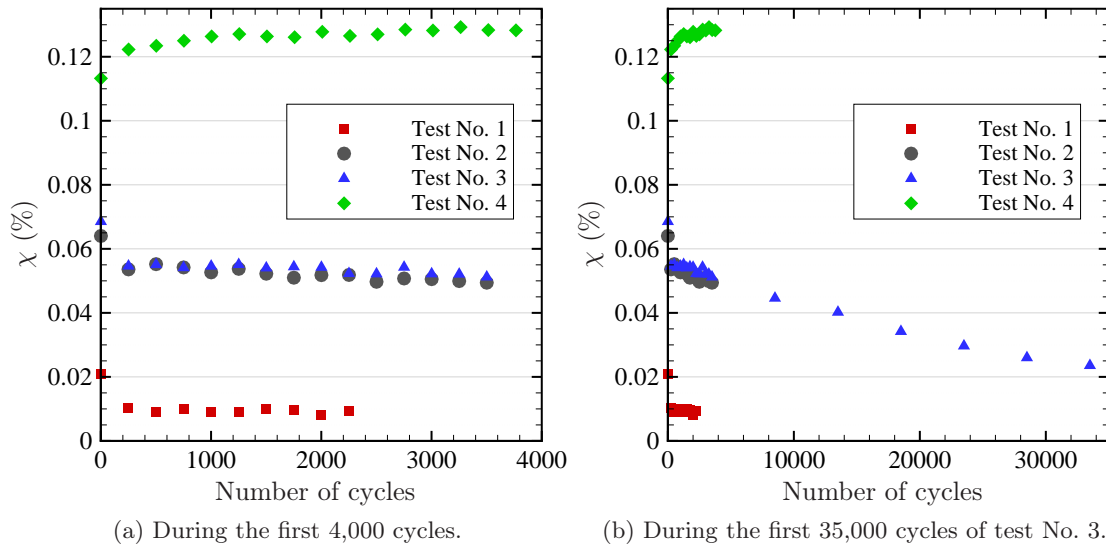 0.12
0.1
0.08
0.06
0.04
0.02
0
χ (%)
0 1000 2000 3000 4000
Number of cycles
Test No. 1
Test No. 2
Test No. 3
Test No. 4
(a) During the first 4,000 cycles.
0.12
0.1
0.08
0.06
0.04
0.02
0
χ (%)
0 10000 20000 30000
Number of cycles
Test No. 1
Test No. 2
Test No. 3
Test No. 4
(b) During the first 35,000 cycles of test No. 3.